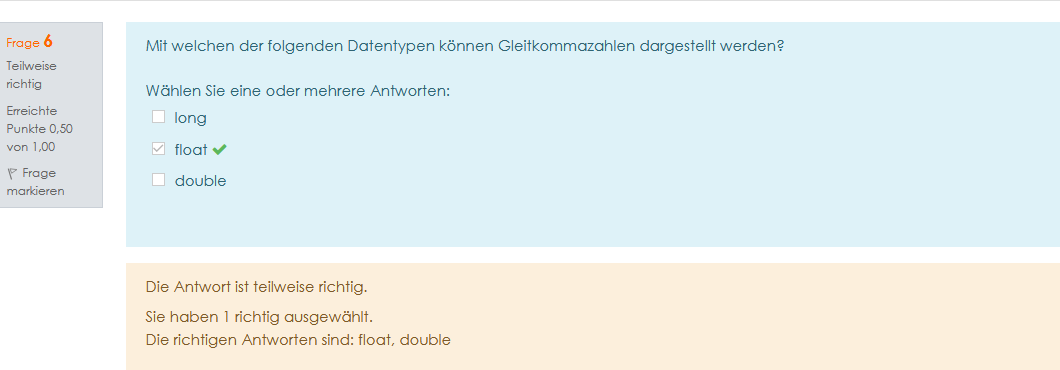 Frage 6
Teilweise
richtig
Erreichte
Punkte 0,50
von 1,00
Frage
markieren
Mit welchen der folgenden Datentypen können Gleitkommazahlen dargestellt werden?
Wählen Sie eine oder mehrere Antworten:
long
float
double
Die Antwort ist teilweise richtig.
Sie haben 1 richtig ausgewählt.
Die richtigen Antworten sind: float, double